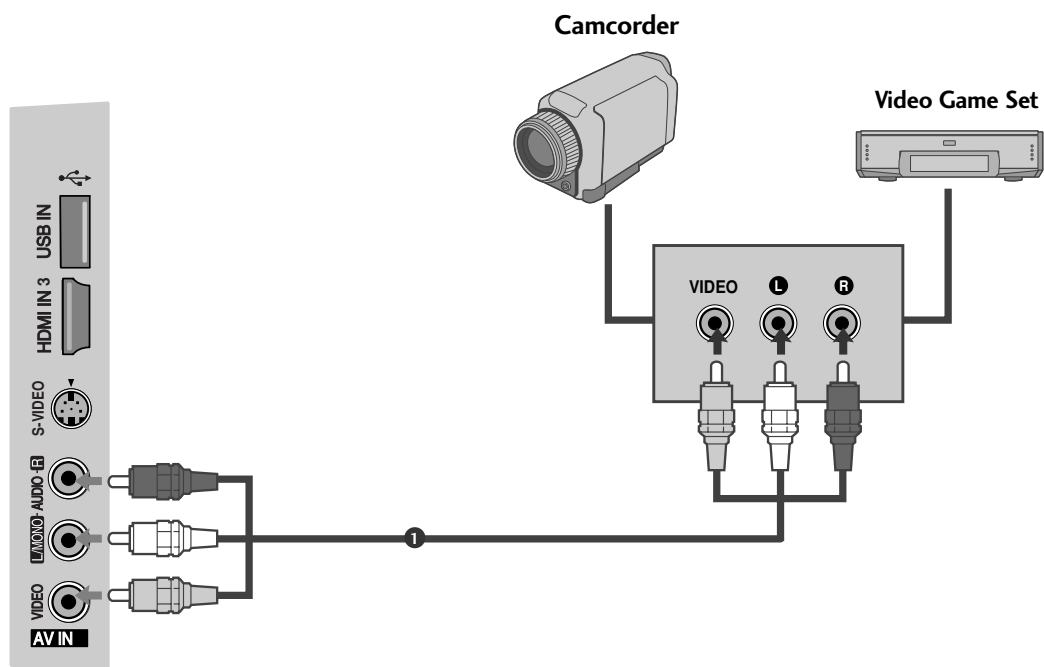 Camcorder
Video Game Set
VIDEO
L
R
USB IN
HDMI IN 3
S-VIDEO
L/MONO-AUDIO-R
VIDEO
AV IN
1